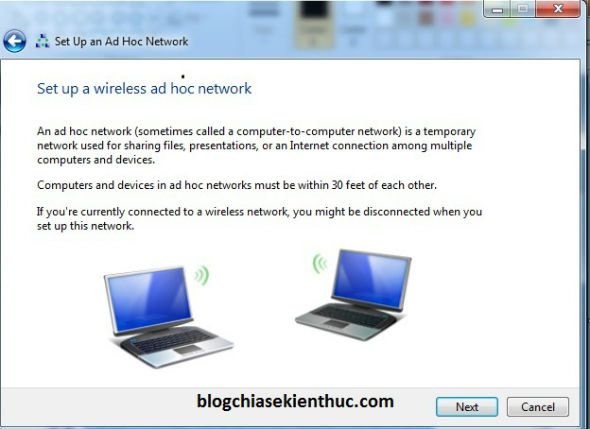 Set Up an Ad Hoc Network
Set up a wireless ad hoc network
An ad hoc network (sometimes called a computer-to-computer network) is a temporary
network used for sharing files, presentations, or an Internet connection among multiple
computers and devices.
Computers and devices in ad hoc networks must be within 30 feet of each other.
If you're currently connected to a wireless network, you might be disconnected when you
set up this network.
blogchiasekienthuc.com
Next
Cancel